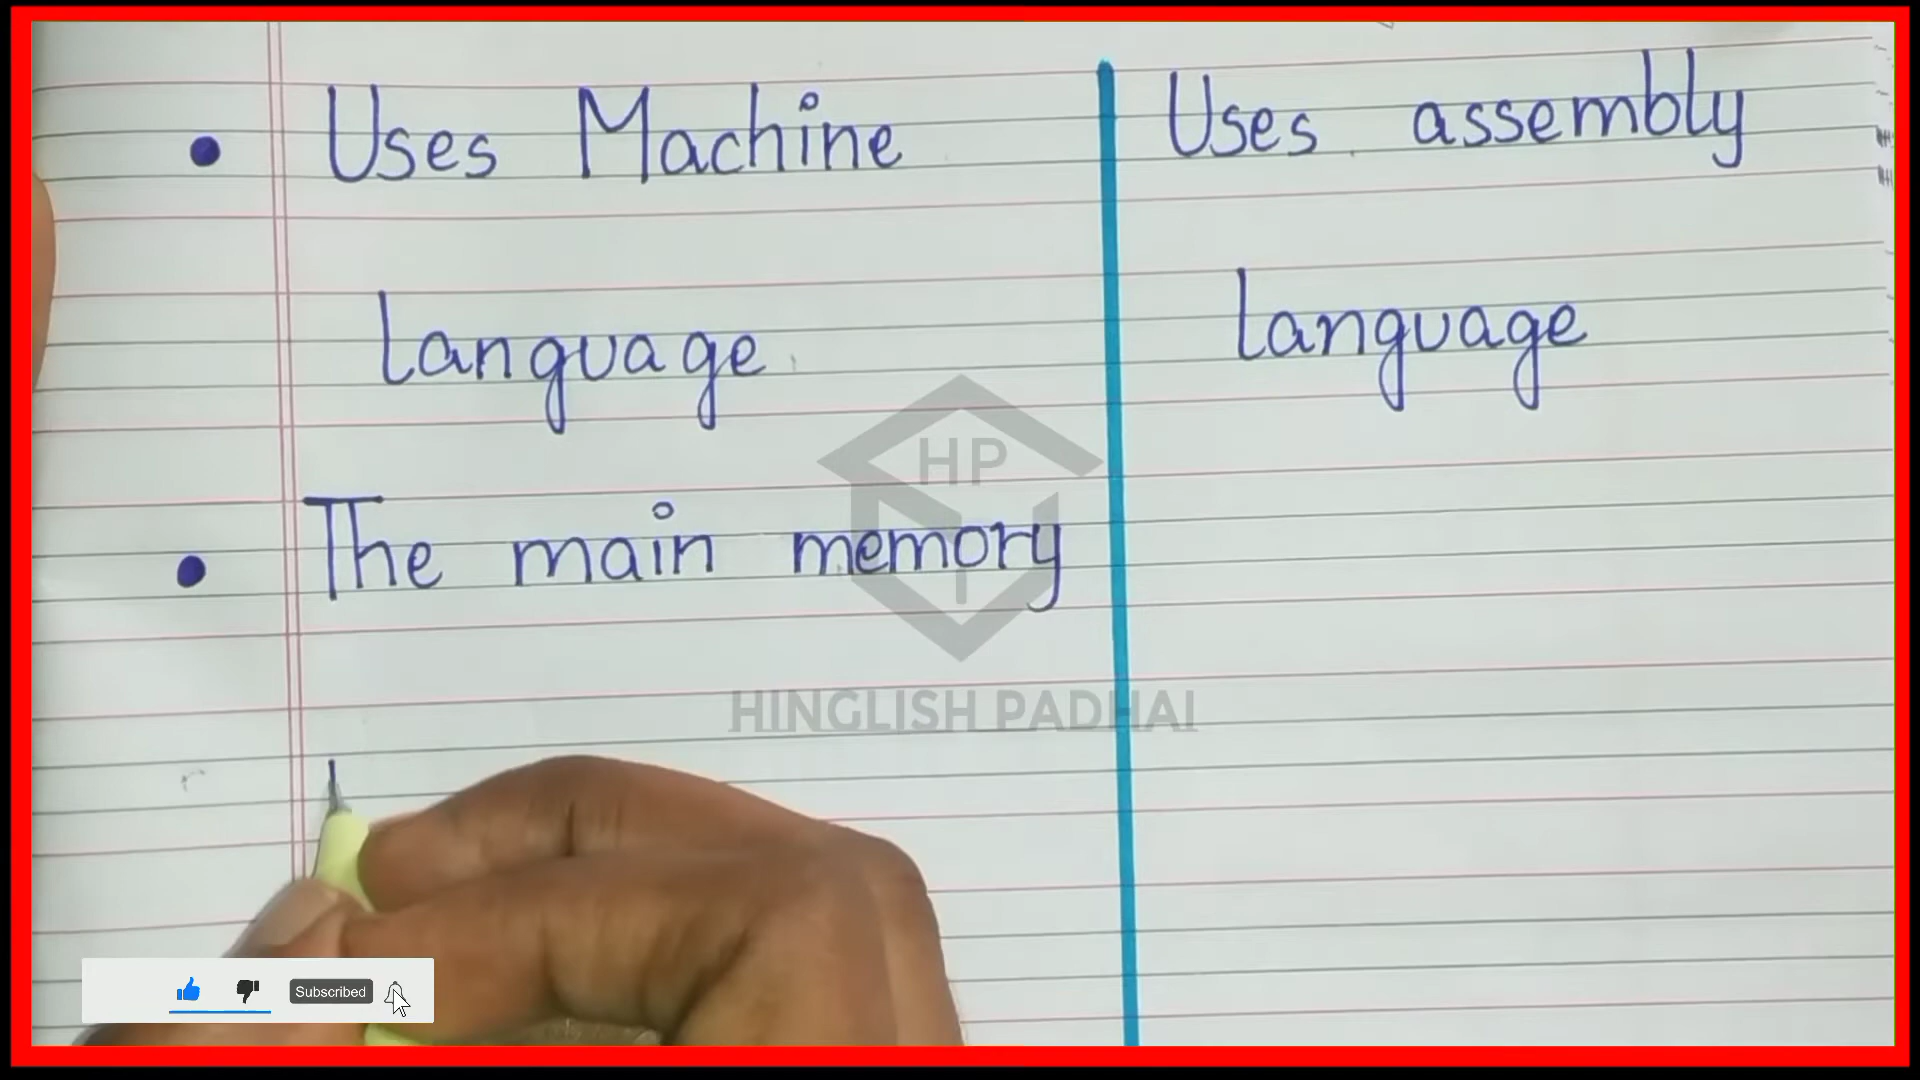 • Uses Machine
language
• The main memory
Uses assembly
language
HP
HINGLISH PADHAI
Subscribed